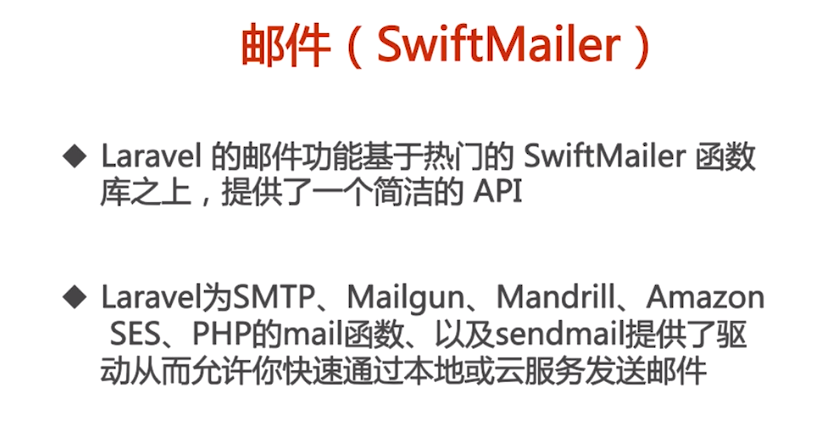 邮件（SwiftMailer）
◆ Laravel 的邮件功能基于热门的 SwiftMailer 函数
库之上，提供了一个简洁的 API
◆ Laravel为SMTP、Mailgun、Mandrill、Amazon
SES、PHP的mail函数、以及sendmail提供了驱
动从而允许你快速通过本地或云服务发送邮件